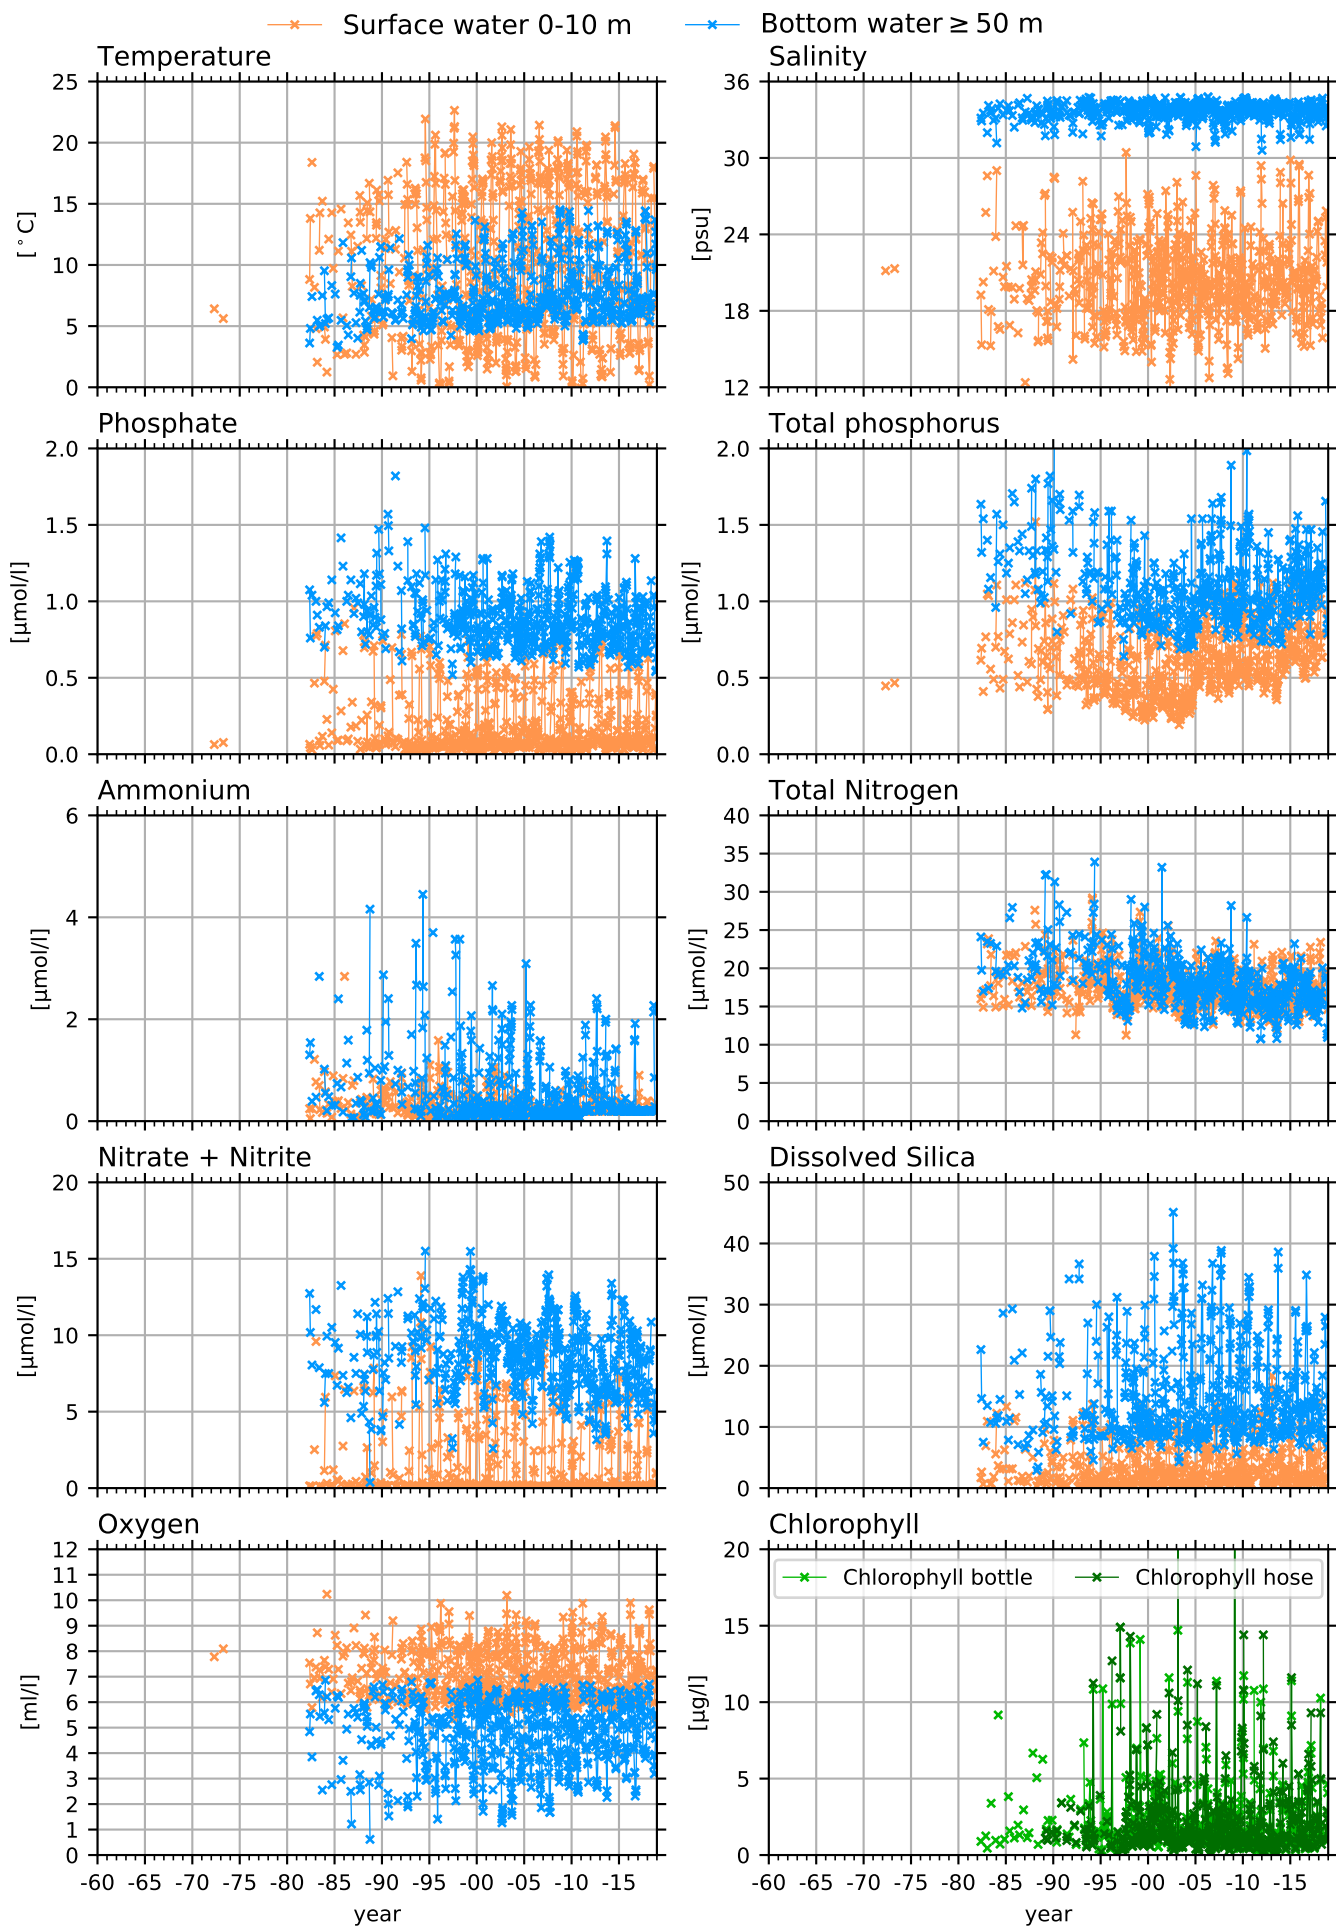 Surface water 0-10 m Bottom water ≥ 50 m
Temperature Salinity
25 36
20 30
15 24
10 18
5
0 12
[°C] [psu]
Phosphate Total phosphorus
2.0 2.0
1.5 1.5
1.0 1.0
0.5 0.5
0.0 0.0
[µmol/l] [µmol/l]
Ammonium Total Nitrogen
6 40
35
4 30
25
20
2 15
10
5
0 0
[µmol/l] [µmol/l]
Nitrate + Nitrite Dissolved Silica
20 50
15 40
30
10 20
5 10
0 0
[µmol/l] [µmol/l]
Oxygen Chlorophyll
12 20
11
10
9 15
8
7
6 10
5
4
3 5
2
1
0 0
[ml/l] [µg/l]
Chlorophyll bottle Chlorophyll hose
-60 -65 -70 -75 -80 -85 -90 -95 -00 -05 -10 -15 -60 -65 -70 -75 -80 -85 -90 -95 -00 -05 -10 -15
year year